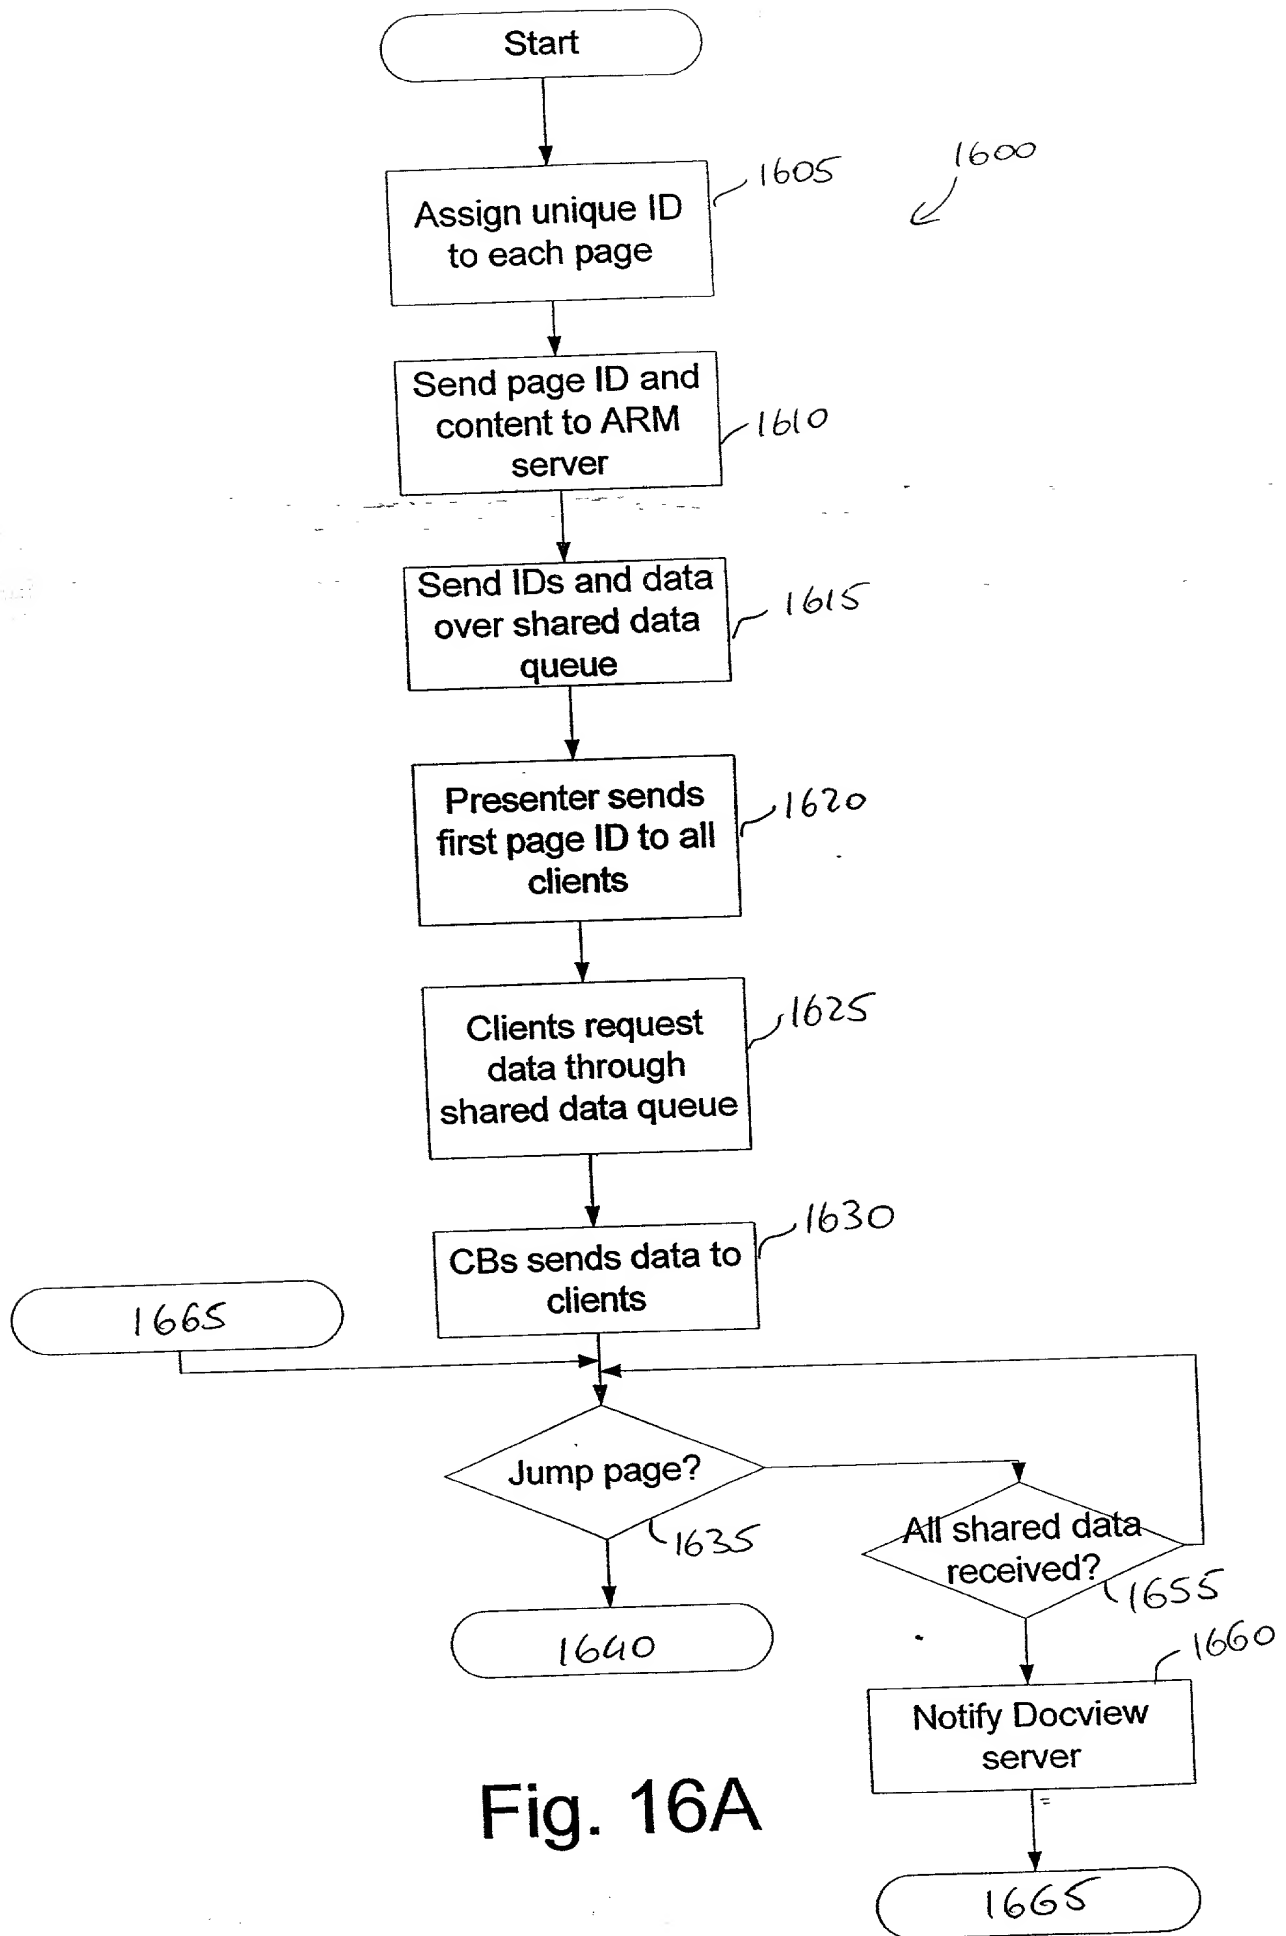 Start
1600
1605
Assign unique ID
to each page
Send page ID and
content to ARM
server
1610
Send IDs and data
over shared data
queue
1615
Presenter sends
first page ID to all
clients
1620
Clients request
data through
shared data queue
1625
1630
CBs sends data to
clients
1665
Jump page?
1635
All shared data
received?
1655
1640
1660
Notify Docview
server
Fig. 16A
1665